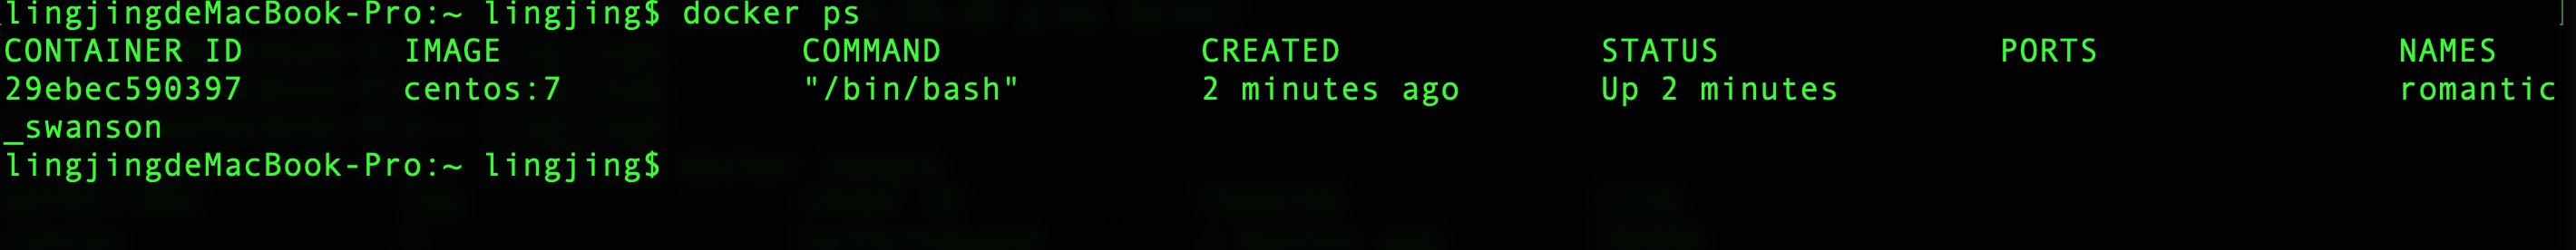 lingjingdeMacBook-Pro:~ lingjing$ docker ps
CONTAINER ID IMAGE COMMAND CREATED STATUS PORTS NAMES
29ebec590397 centos:7 "/bin/bash" 2 minutes ago Up 2 minutes romantic
_swanson
lingjingdeMacBook-Pro:~ lingjing$